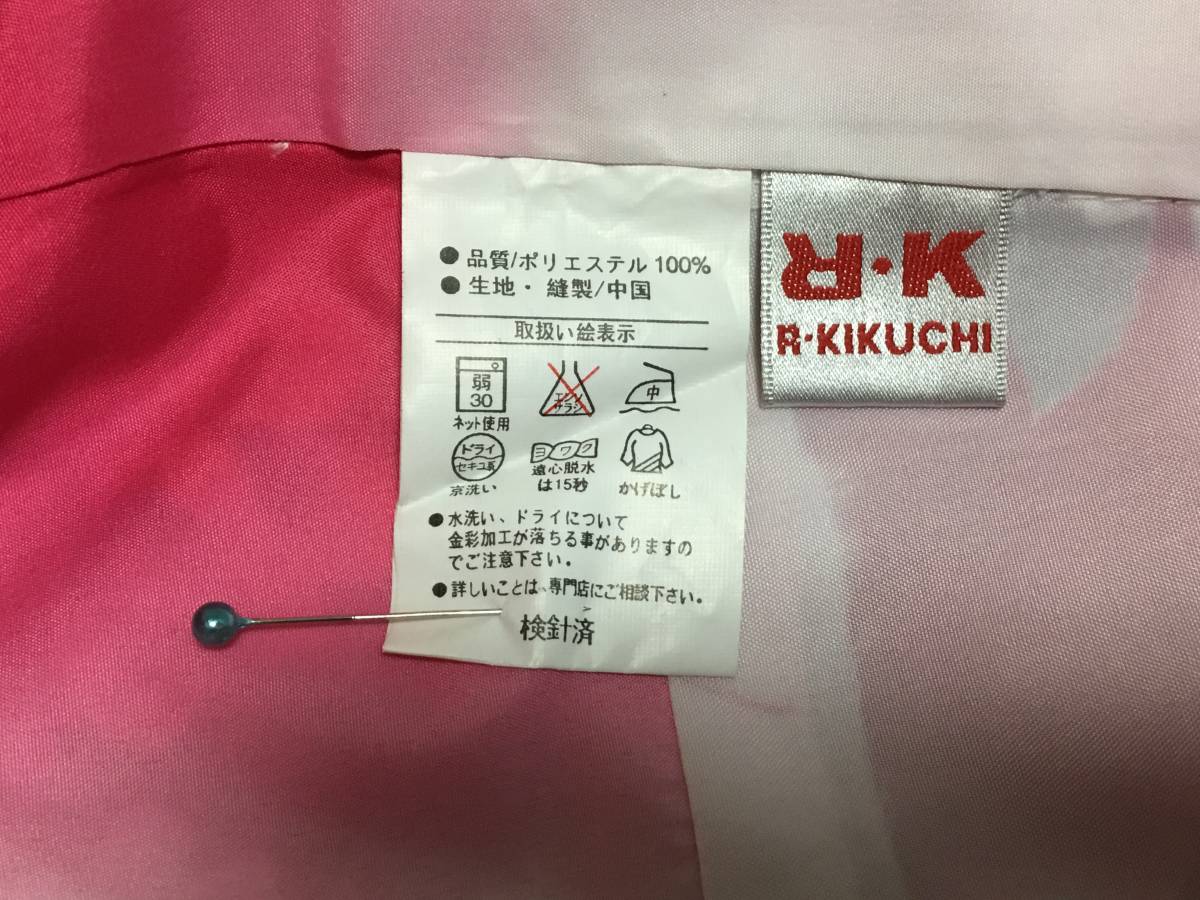 ● 品質/ポリエステル 100%
● 生地・ 縫製/中国
取扱い絵表示
弱
30
ネット使用
エンソ
サラシ
中
ドライ
セキユ系
京洗い
ヨワク
遠心脱水
は15秒
かげぼし
● 水洗い、ドライについて
金彩加工が落ちる事がありますの
でご注意下さい。
● 詳しいことは、専門店にご相談下さい。
検針済
R・K
R・KIKUCHI